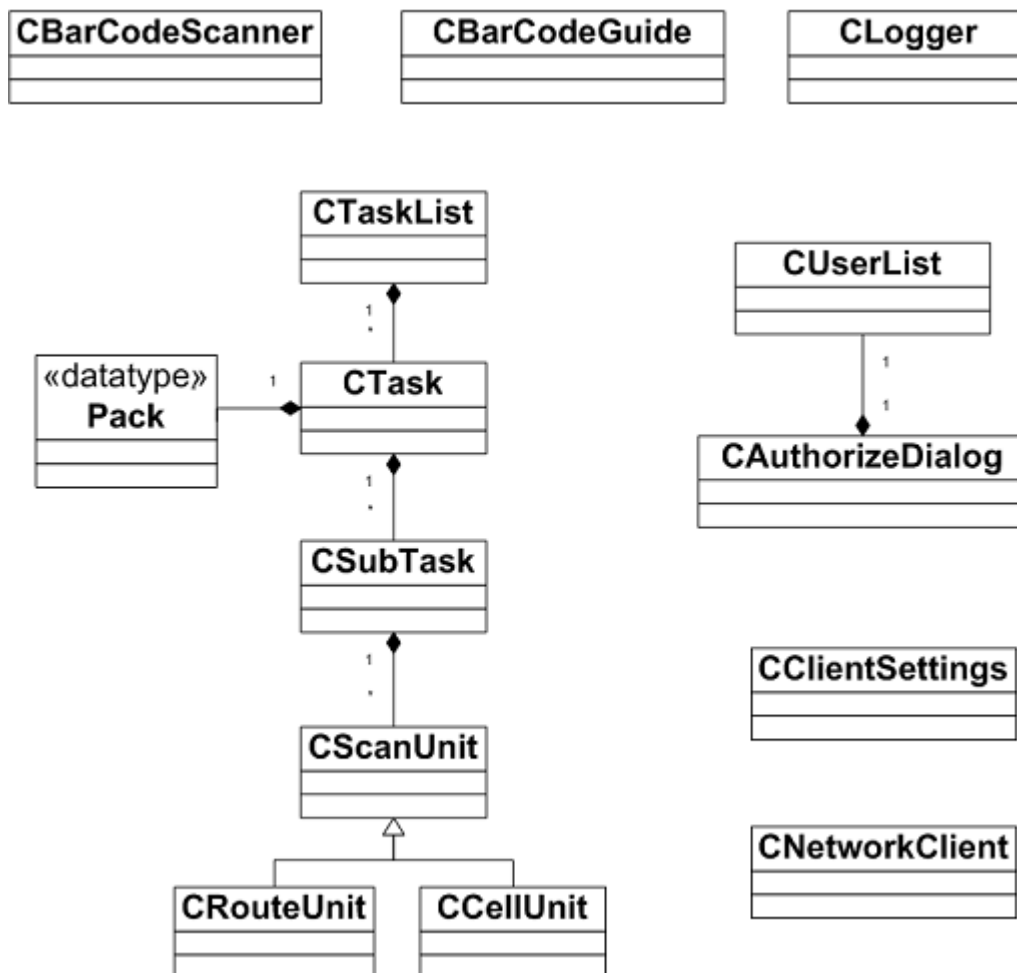 CBarCodeScanner
CBarCodeGuide
CLogger
CTaskList
1
*
CUserList
1
1
«datatype»
Pack
1
CTask
1
*
CAuthorizeDialog
CSubTask
1
*
CClientSettings
CScanUnit
CNetworkClient
CRouteUnit
CCellUnit